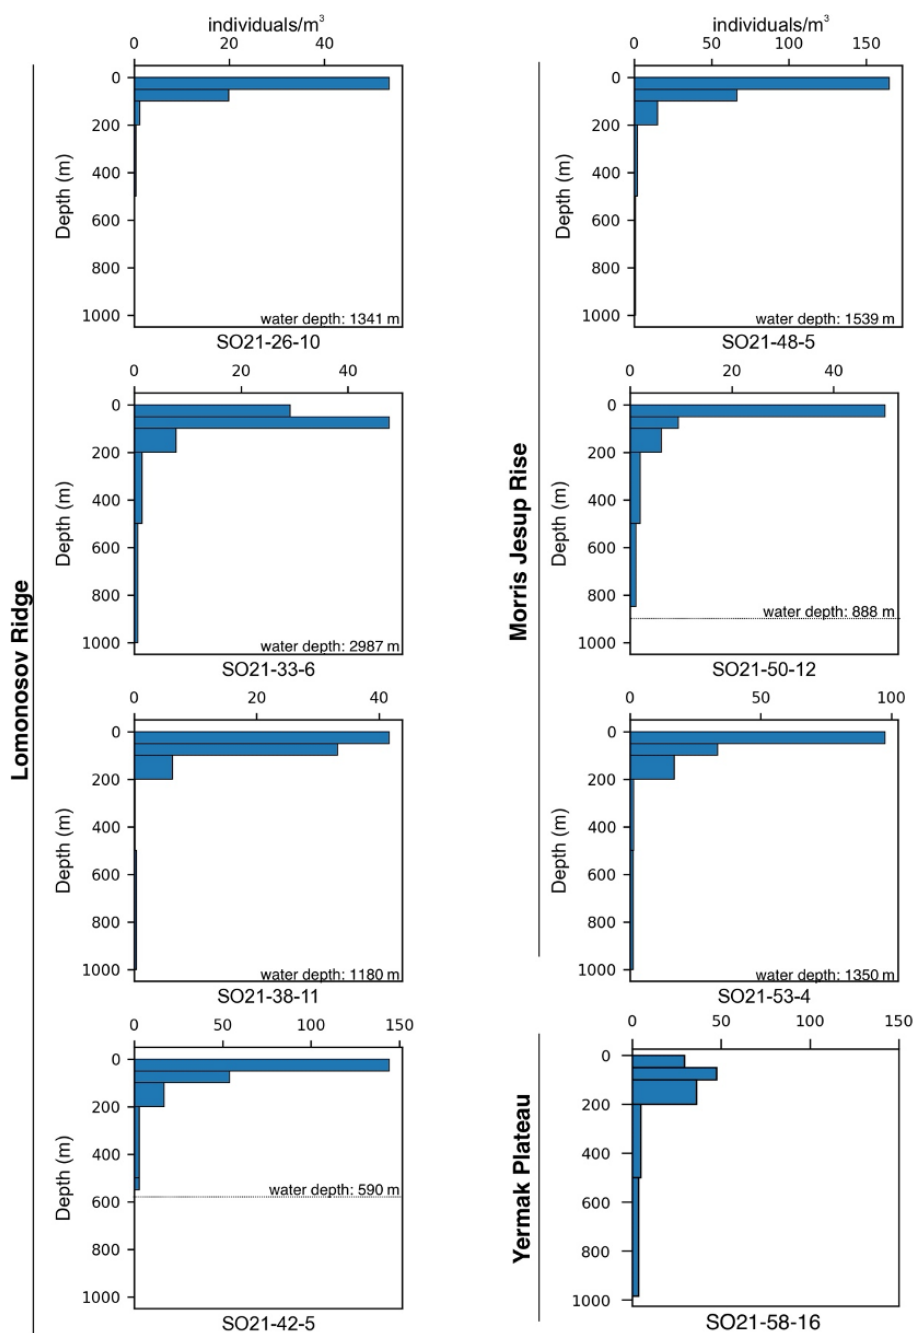 Lomonosov Ridge
individuals/m³
0 20 40
Depth (m)
0
200
400
600
800
1000
water depth: 1341 m
SO21-26-10
0 20 40
Depth (m)
0
200
400
600
800
1000
water depth: 2987 m
SO21-33-6
0 20 40
Depth (m)
0
200
400
600
800
1000
water depth: 1180 m
SO21-38-11
0 50 100 150
Depth (m)
0
200
400
600
800
1000
water depth: 590 m
SO21-42-5
Morris Jesup Rise
individuals/m³
0 50 100 150
Depth (m)
0
200
400
600
800
1000
water depth: 1539 m
SO21-48-5
0 20 40
Depth (m)
0
200
400
600
800
1000
water depth: 888 m
SO21-50-12
0 50 100
Depth (m)
0
200
400
600
800
1000
water depth: 1350 m
SO21-53-4
Yermak Plateau
0 50 100 150
0
200
400
600
800
1000
SO21-58-16